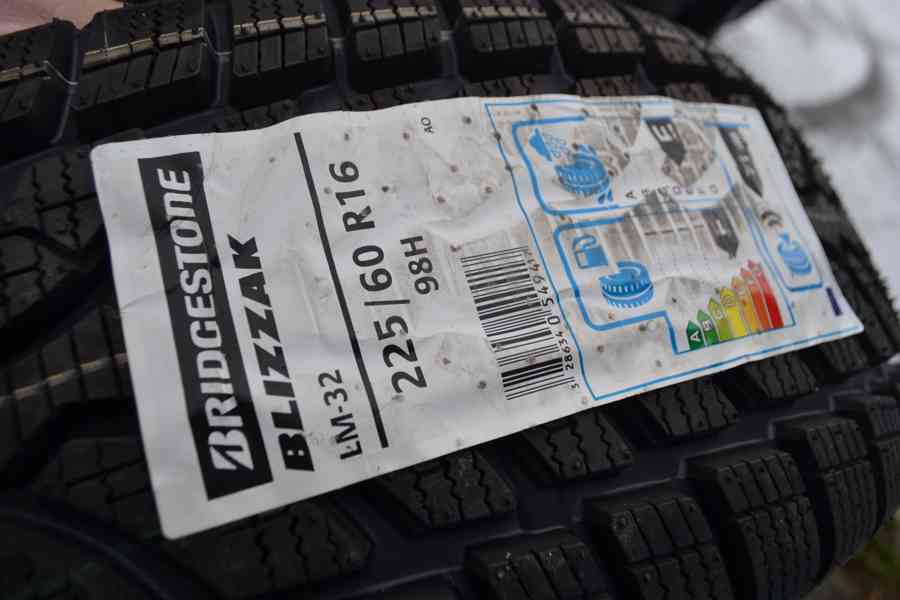 BRIDGESTONE
BLIZZAK
LM-32
225/60 R16
98H
AO
E
A B C D E F G
F
A
B
C
D